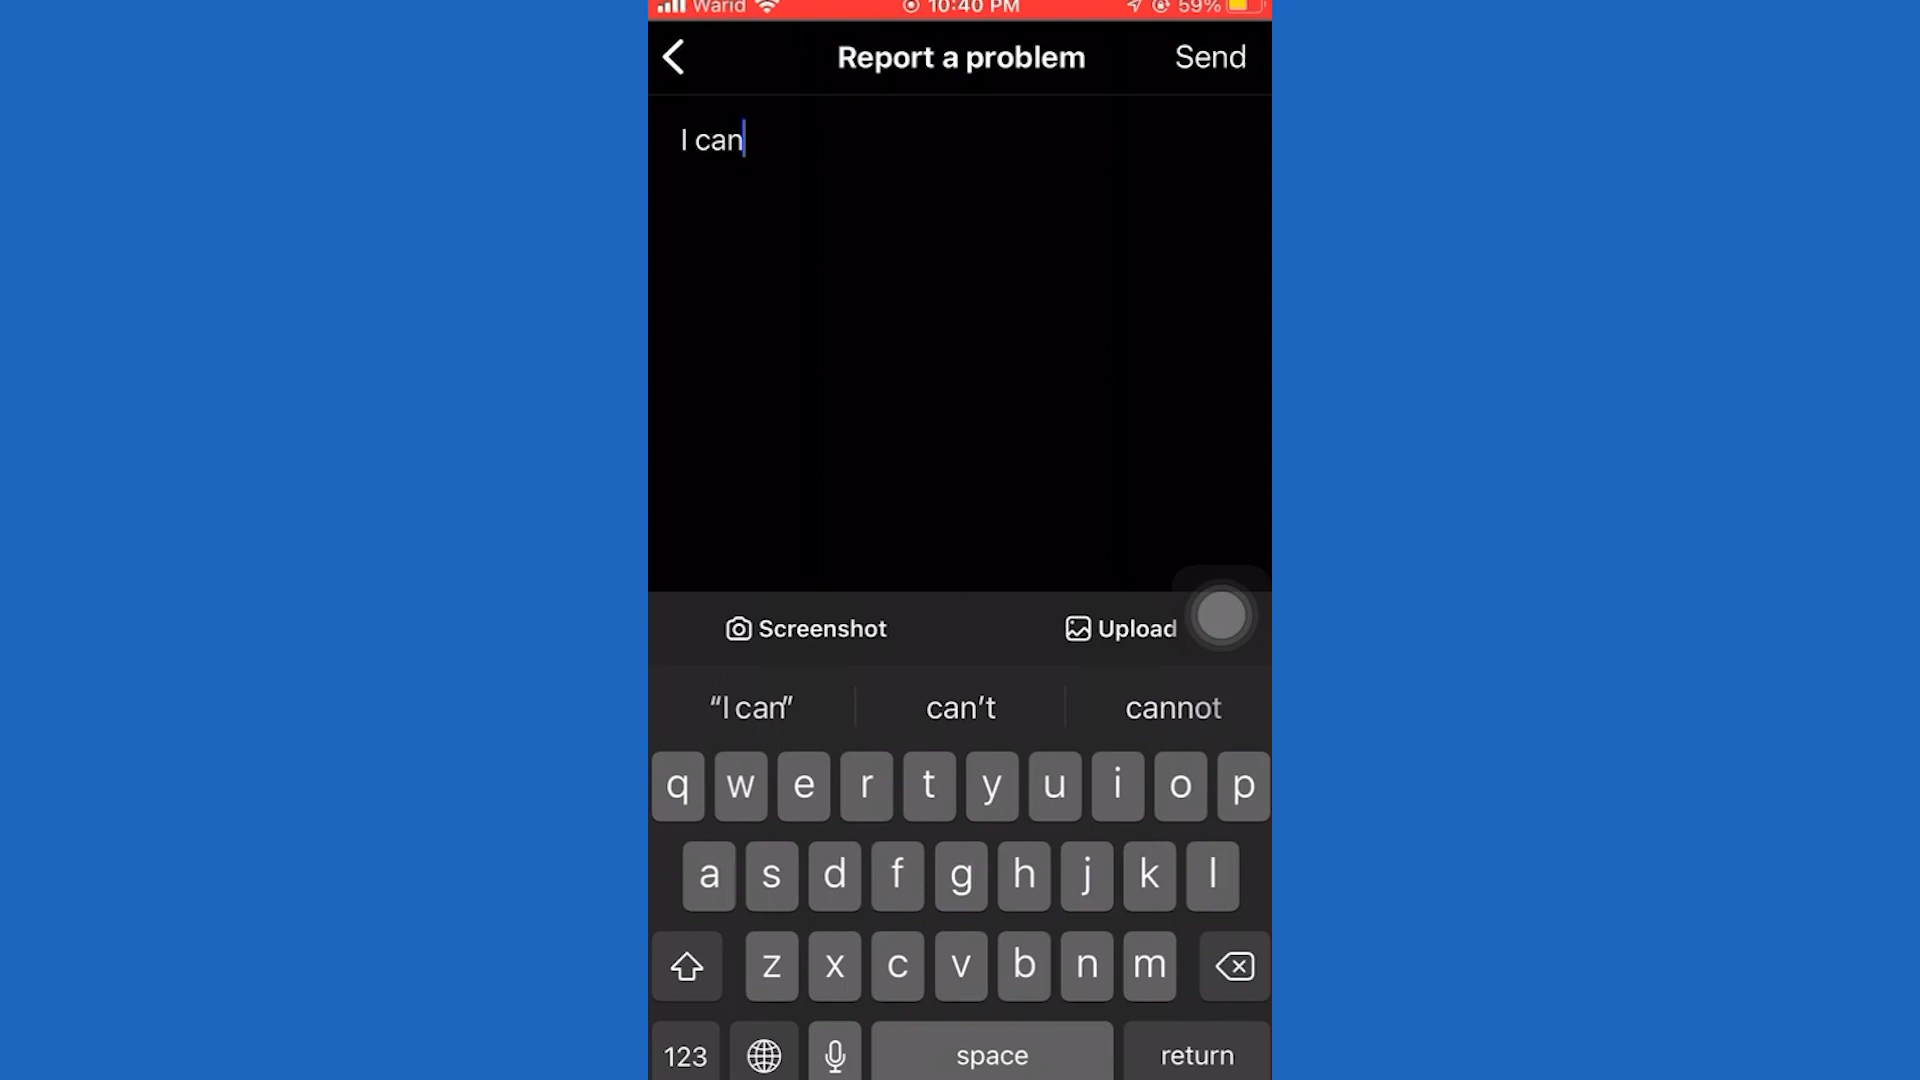 Warid 10:40 PM 59%
Report a problem Send
I can
Screenshot Upload
“I can” can’t cannot
q w e r t y u i o p
a s d f g h j k l
z x c v b n m
123 space return